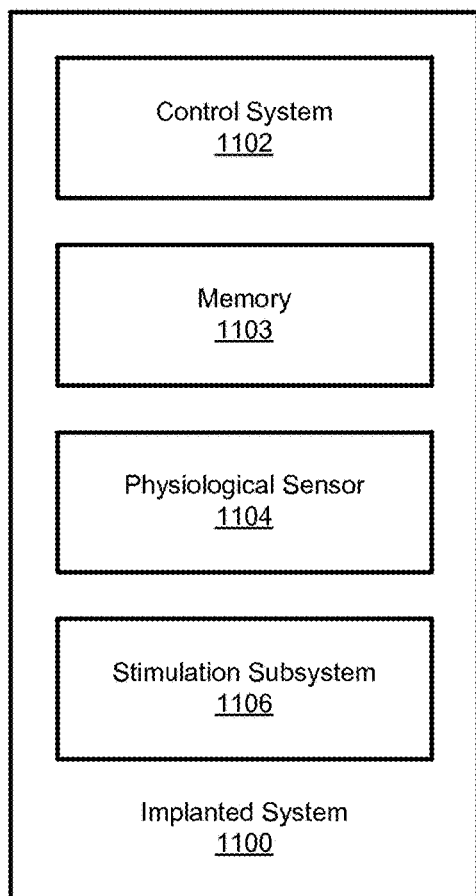 Control System
1102
Memory
1103
Physiological Sensor
1104
Stimulation Subsystem
1106
Implanted System
1100